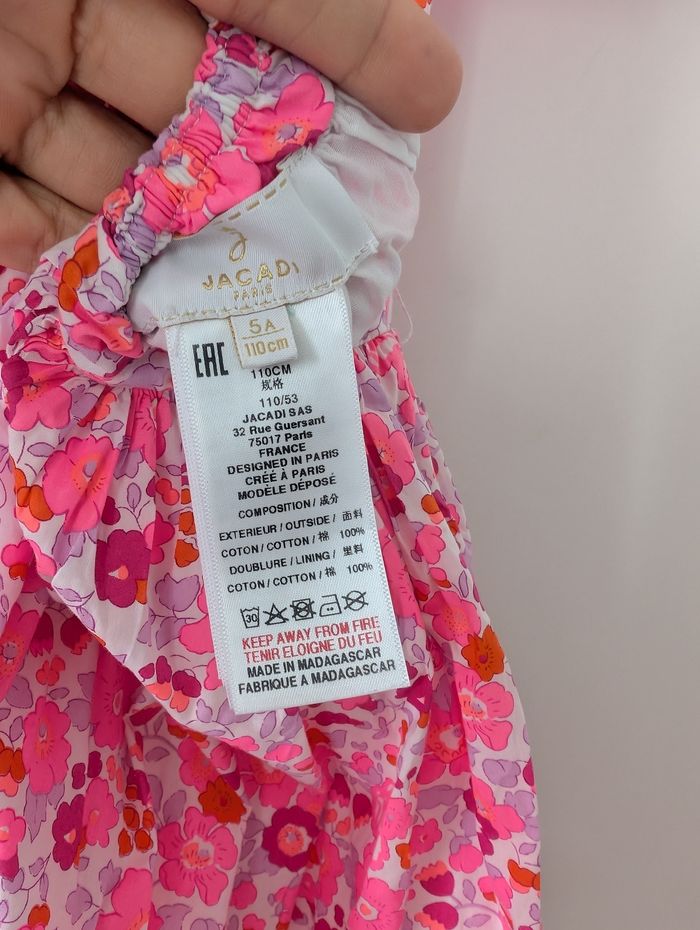 JACADI
PARIS
5A
110cm
EAC
110CM
规格
110/53
JACADI SAS
32 Rue Guersant
75017 Paris
FRANCE
DESIGNED IN PARIS
CRÉÉ À PARIS
MODÈLE DÉPOSÉ
COMPOSITION / 成分
EXTERIEUR / OUTSIDE / 面料
COTON / COTTON / 棉 100%
DOUBLURE / LINING / 里料
COTON / COTTON / 棉 100%
30
KEEP AWAY FROM FIRE
TENIR ELOIGNE DU FEU
MADE IN MADAGASCAR
FABRIQUE A MADAGASCAR